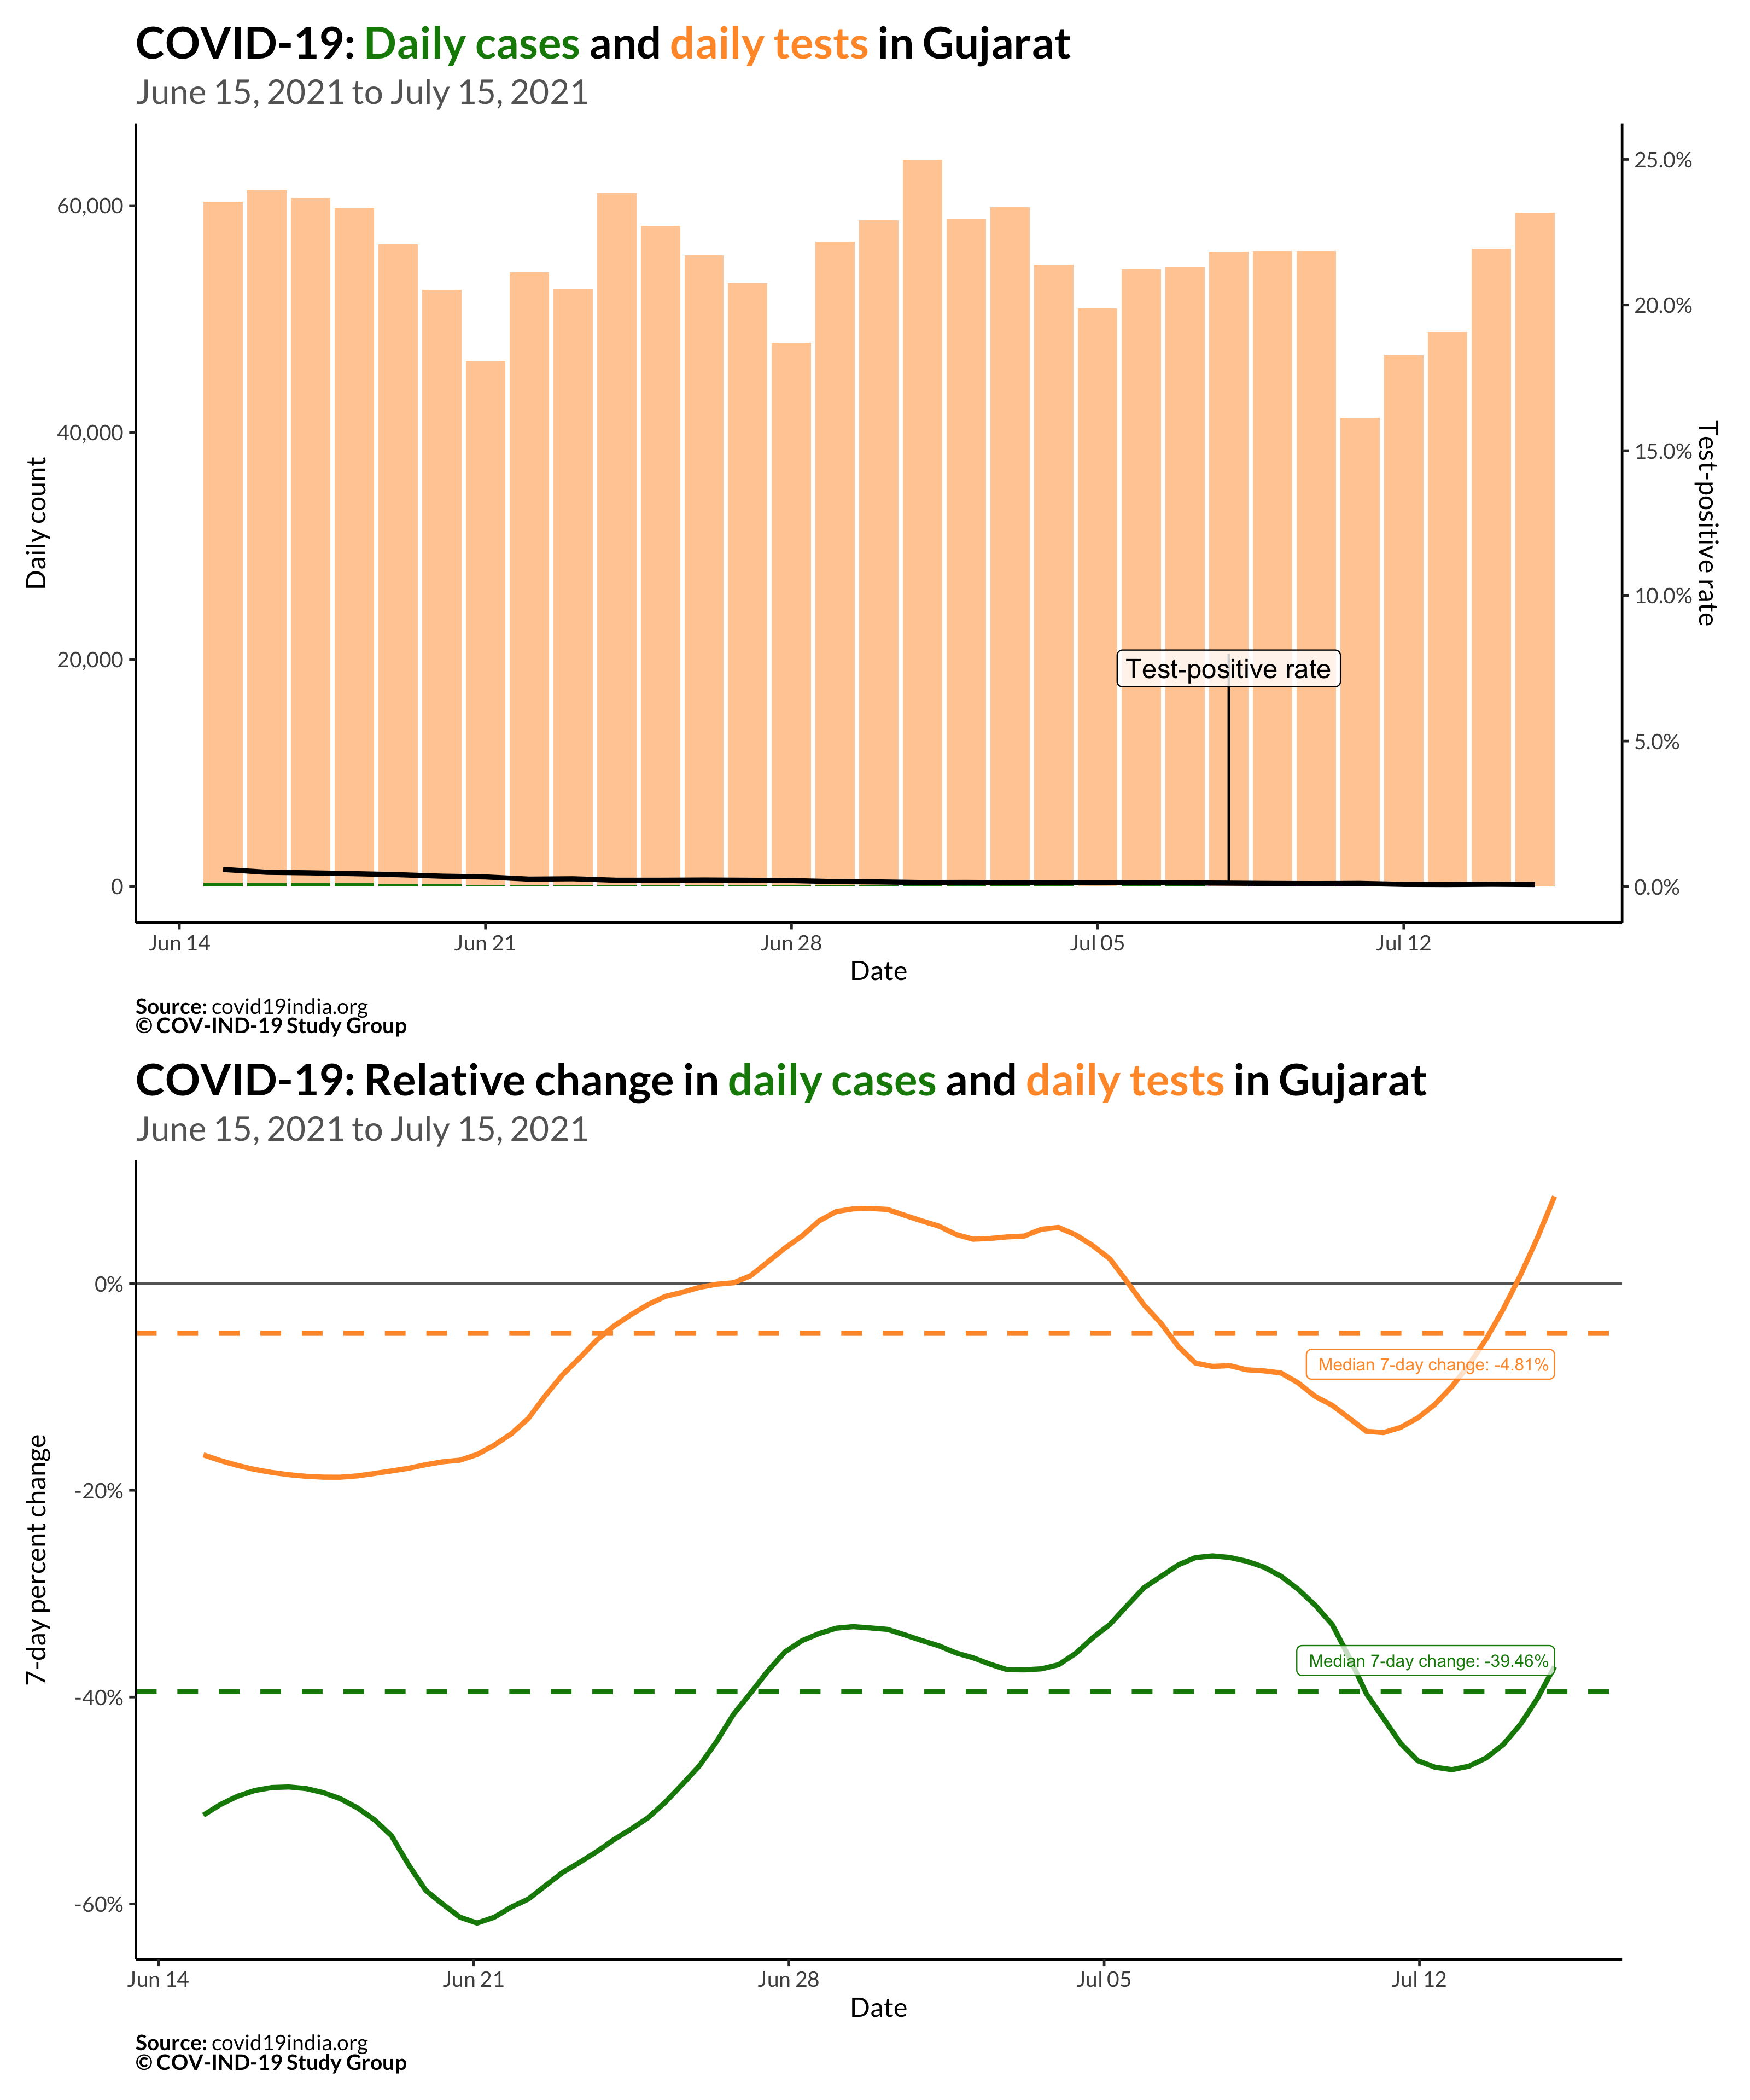 COVID-19: Daily cases and daily tests in Gujarat
June 15, 2021 to July 15, 2021
60,000
40,000
20,000
0
Daily count
25.0%
20.0%
15.0%
10.0%
5.0%
0.0%
Test-positive rate
Test-positive rate
Jun 14
Jun 21
Jun 28
Jul 05
Jul 12
Date
Source: covid19india.org
© COV-IND-19 Study Group
COVID-19: Relative change in daily cases and daily tests in Gujarat
June 15, 2021 to July 15, 2021
0%
-20%
-40%
-60%
7-day percent change
Median 7-day change: -4.81%
Median 7-day change: -39.46%
Jun 14
Jun 21
Jun 28
Jul 05
Jul 12
Date
Source: covid19india.org
© COV-IND-19 Study Group